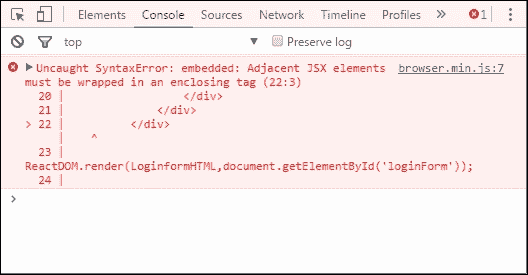 Elements Console Sources Network Timeline Profiles » 1
top Preserve log
Uncaught SyntaxError: embedded: Adjacent JSX elements browser.min.js:7
must be wrapped in an enclosing tag (22:3)
20 | </div>
21 | </div>
> 22 | </div>
| ^
23 |
ReactDOM.render(LoginformHTML,document.getElementById('loginForm'));
24 |
>